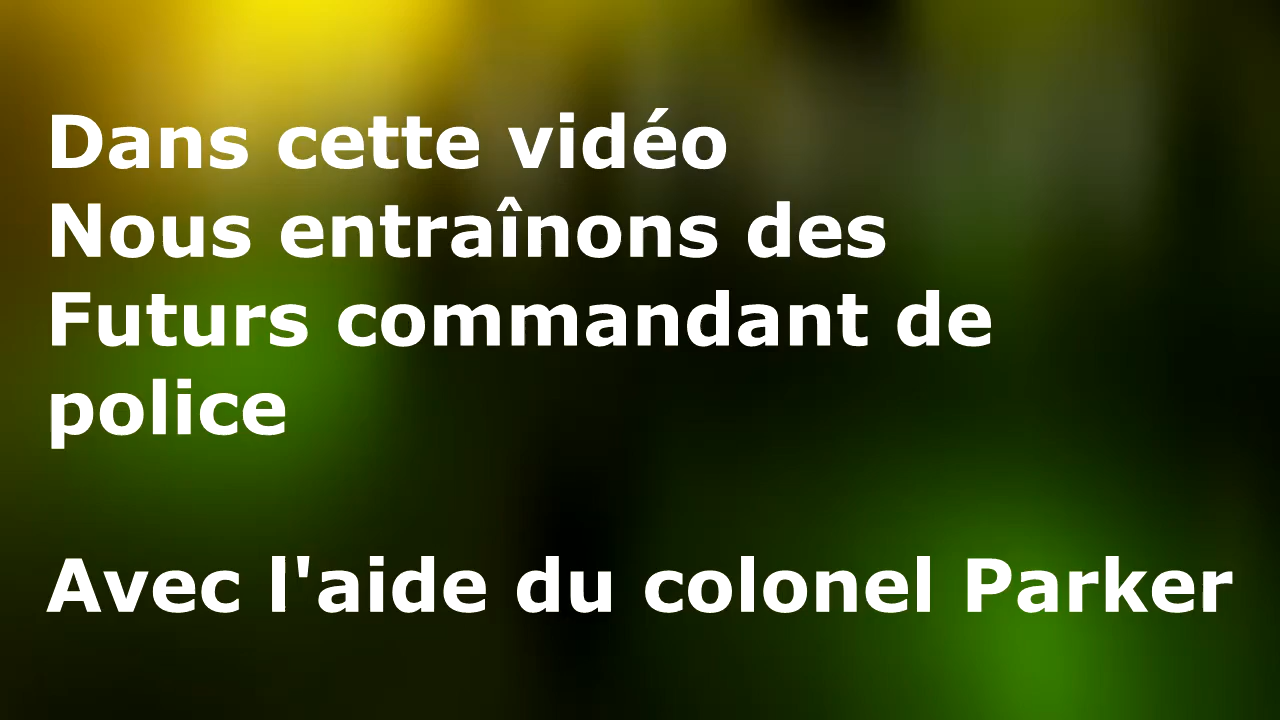 Dans cette vidéo
Nous entraînons des
Futurs commandant de
police
Avec l'aide du colonel Parker